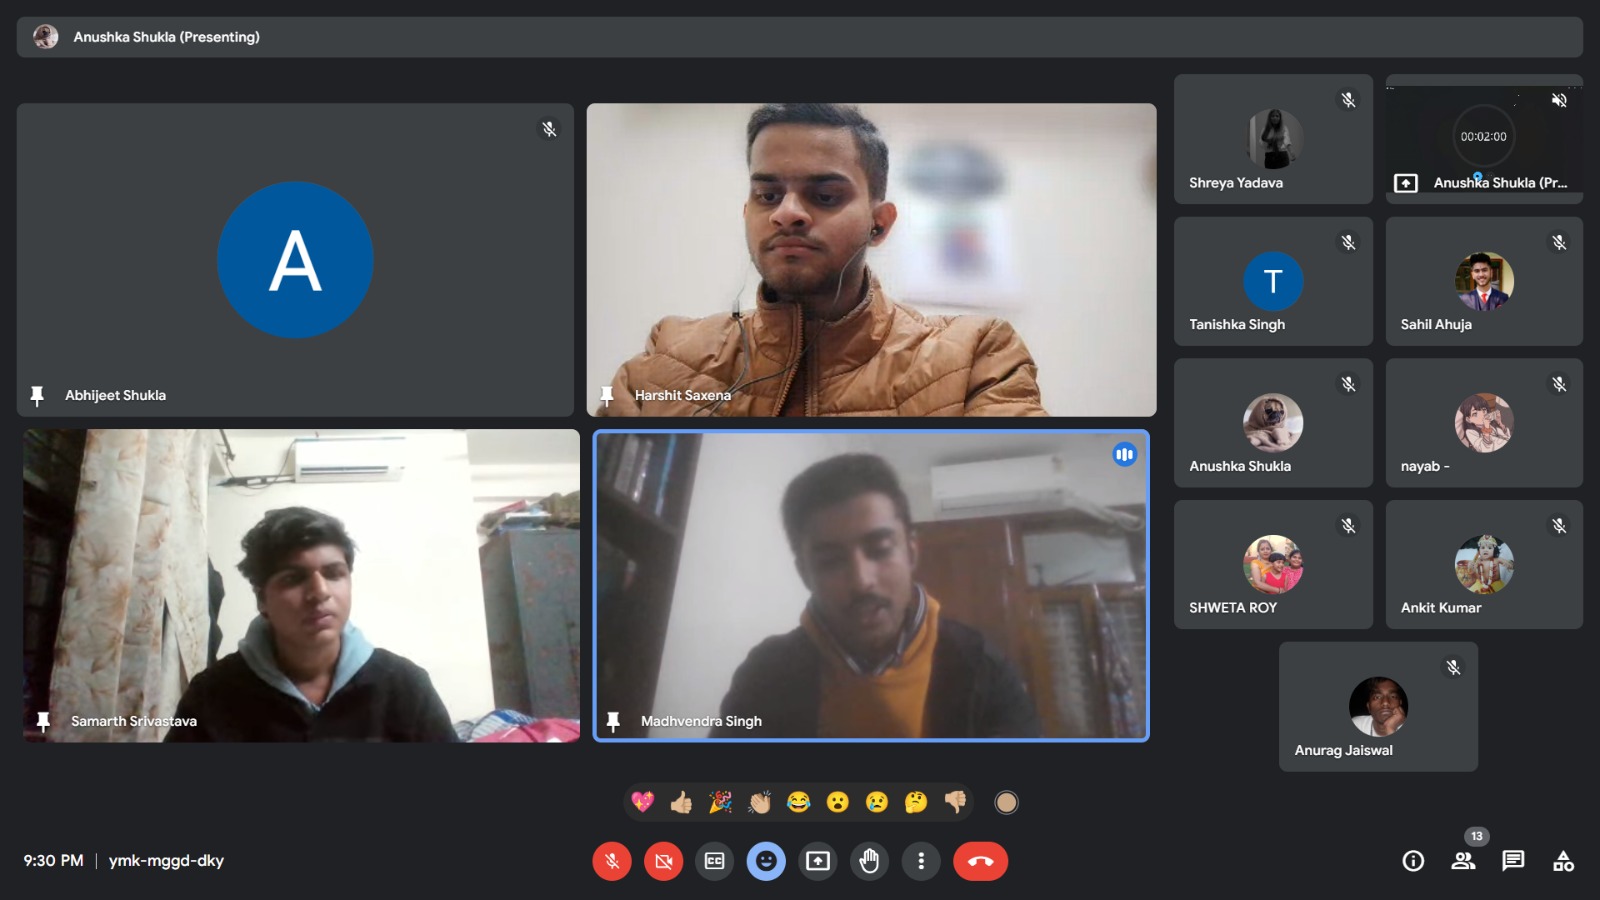 Anushka Shukla (Presenting)
A
Abhijeet Shukla
Harshit Saxena
Samarth Srivastava
Madhvendra Singh
Shreya Yadava
00:02:00
Anushka Shukla (Pr...
T
Tanishka Singh
Sahil Ahuja
Anushka Shukla
nayab -
SHWETA ROY
Ankit Kumar
Anurag Jaiswal
9:30 PM | ymk-mggd-dky
CC
13